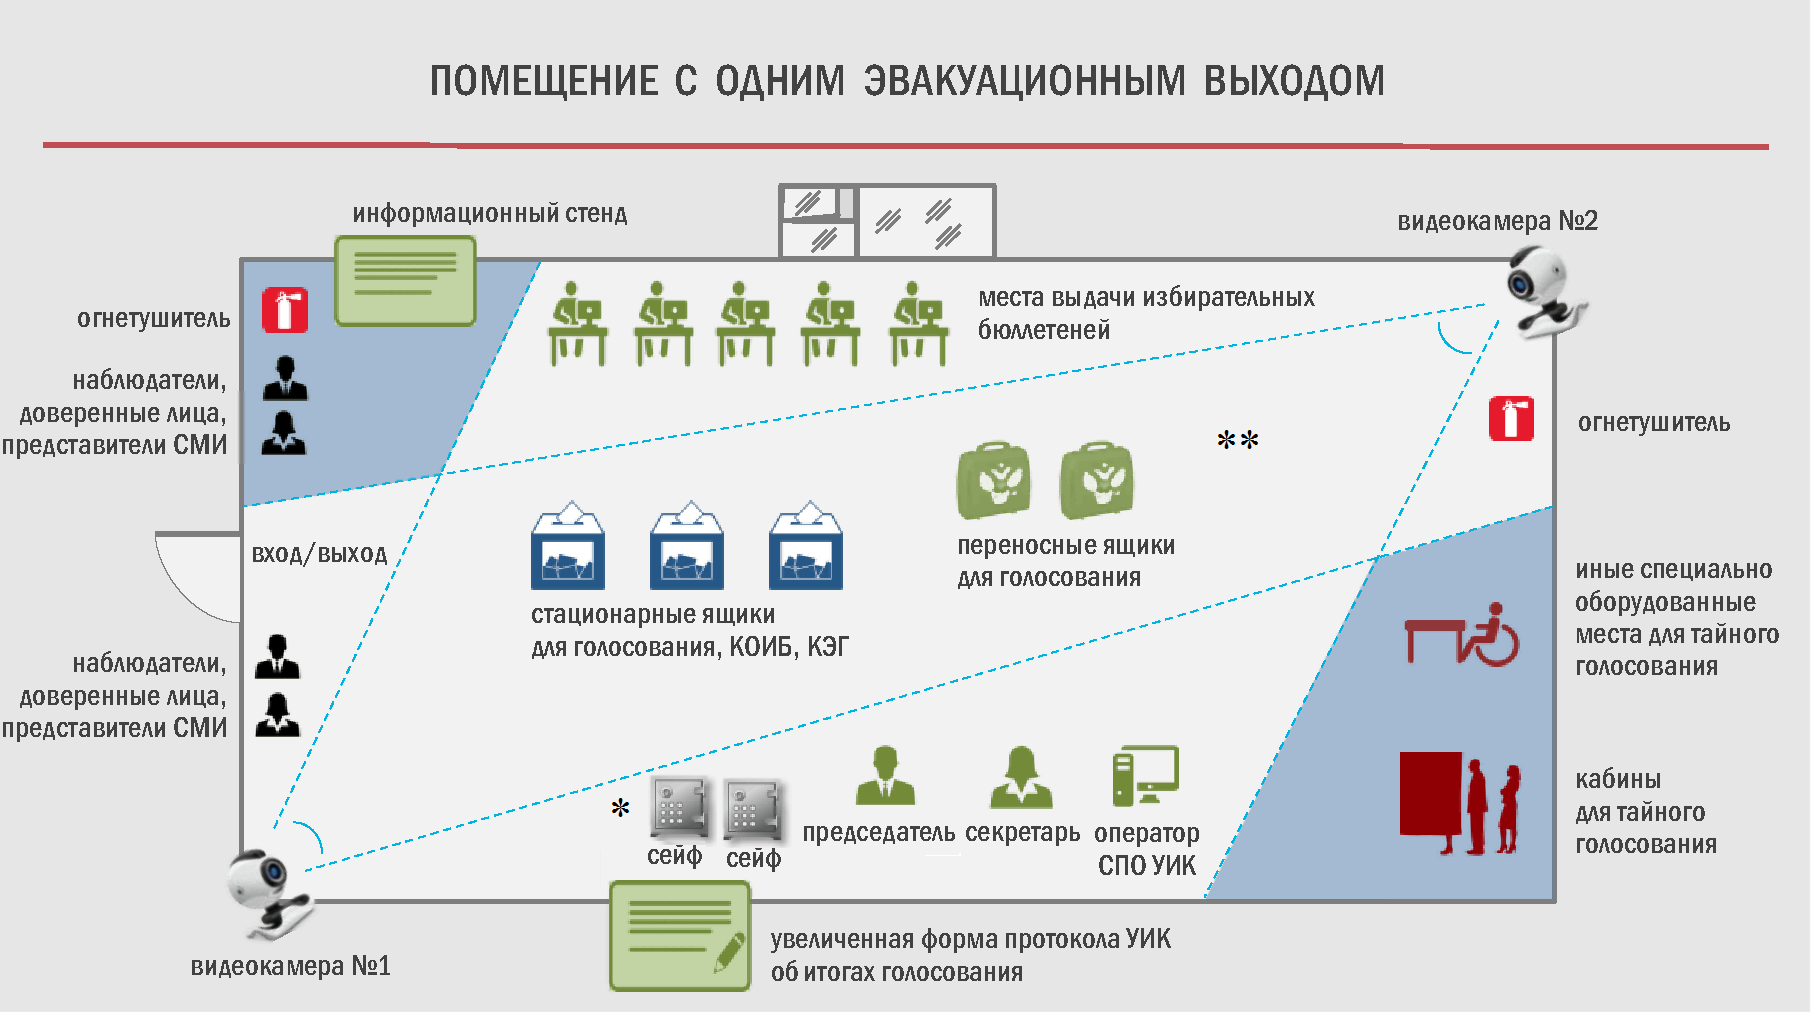 ПОМЕЩЕНИЕ С ОДНИМ ЭВАКУАЦИОННЫМ ВЫХОДОМ
информационный стенд
видеокамера №2
огнетушитель
места выдачи избирательных
бюллетеней
наблюдатели,
доверенные лица,
представители СМИ
**
огнетушитель
вход/выход
переносные ящики
для голосования
стационарные ящики
для голосования, КОИБ, КЭГ
иные специально
оборудованные
места для тайного
голосования
наблюдатели,
доверенные лица,
представители СМИ
*
сейф
сейф
председатель
секретарь
оператор
СПО УИК
кабины
для тайного
голосования
видеокамера №1
увеличенная форма протокола УИК
об итогах голосования